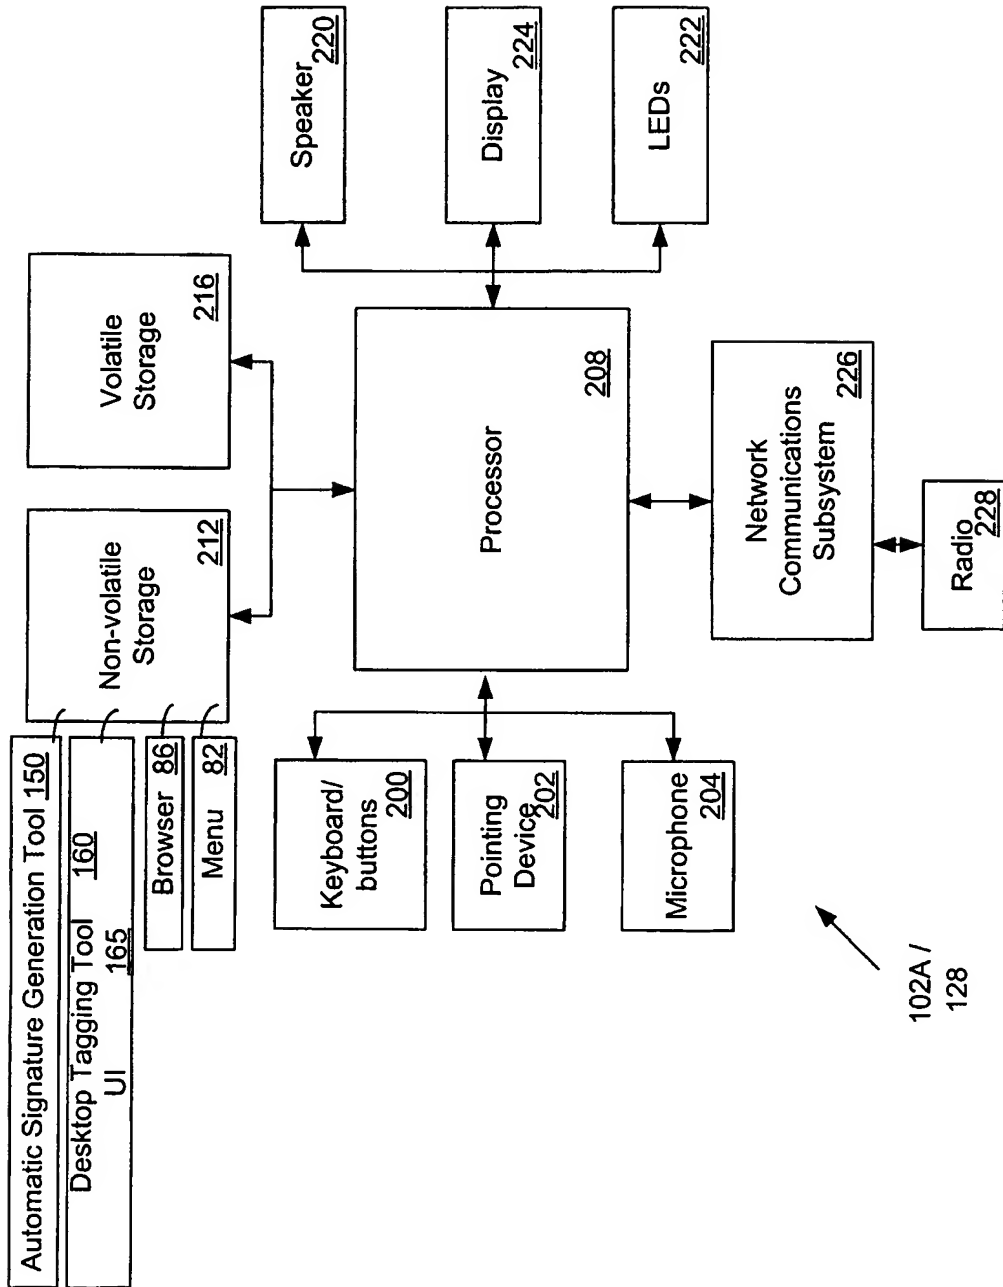 Automatic Signature Generation Tool 150
Desktop Tagging Tool 160
UI 165
Browser 86
Menu 82
Non-volatile
Storage
212
Volatile
Storage
216
Keyboard/
buttons
200
Pointing
Device
202
Microphone
204
Processor
208
Speaker
220
Display
224
LEDs
222
Network
Communications
Subsystem
226
Radio
228
102A /
128